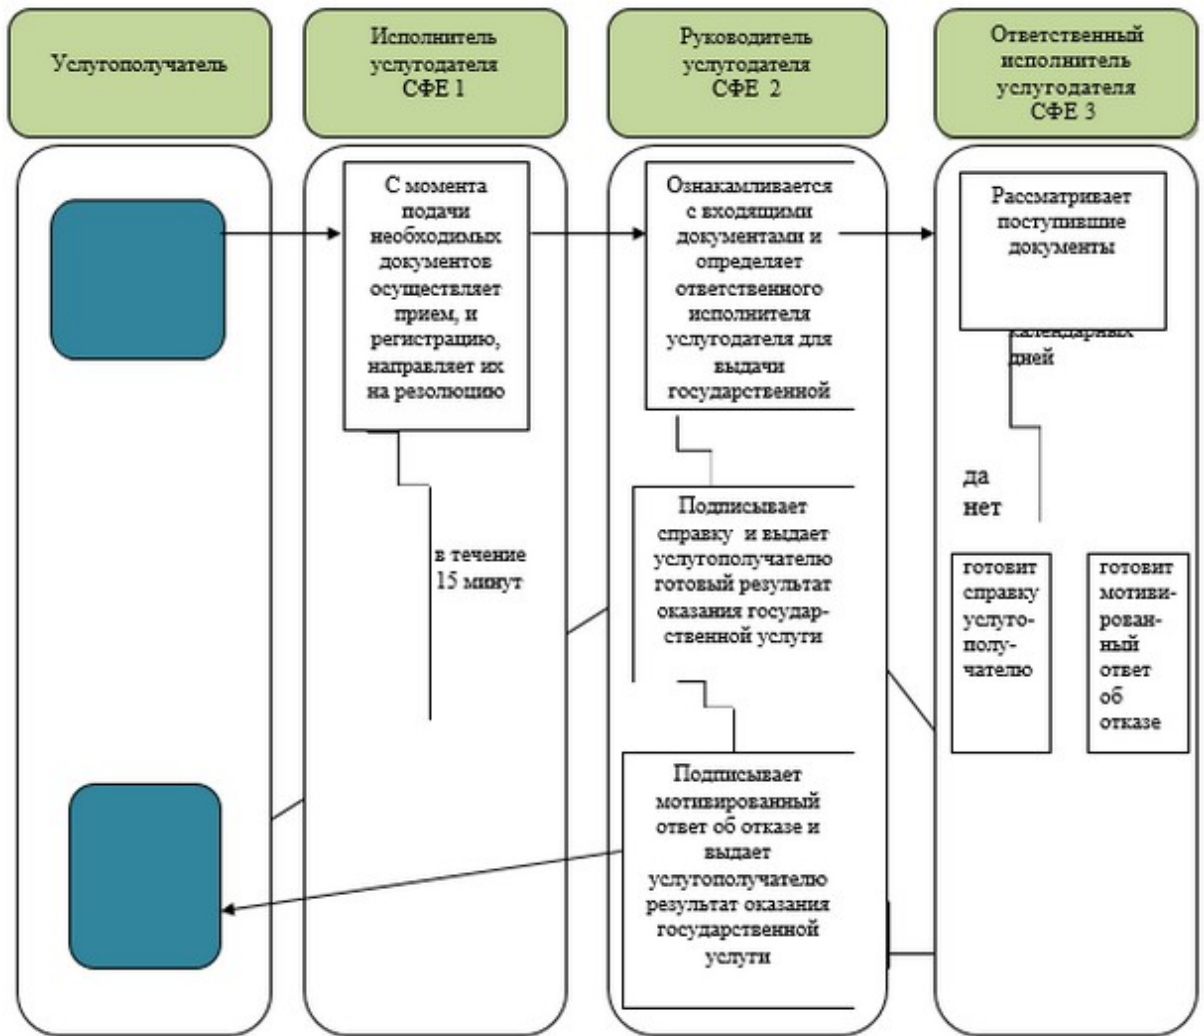 Услугополучатель
Исполнитель
услугодателя
СФЕ 1
Руководитель
услугодателя
СФЕ 2
Ответственный
исполнитель
услугодателя
СФЕ 3
С момента
подачи
необходимых
документов
осуществляет
прием, и
регистрацию,
направляет их
на резолюцию
в течение
15 минут
Ознакамливается
с входящими
документами и
определяет
ответственного
исполнителя
услугодателя для
выдачи
государственной
Подписывает
справку и выдает
услугополучателю
готовый результат
оказания государ-
ственной услуги
Подписывает
мотивированный
ответ об отказе и
выдает
услугополучателю
результат оказания
государственной
услуги
Рассматривает
поступившие
документы
календарных
дней
да
нет
готовит
справку
услуго-
полу-
чателю
готовит
мотиви-
рован-
ный
ответ
об
отказе